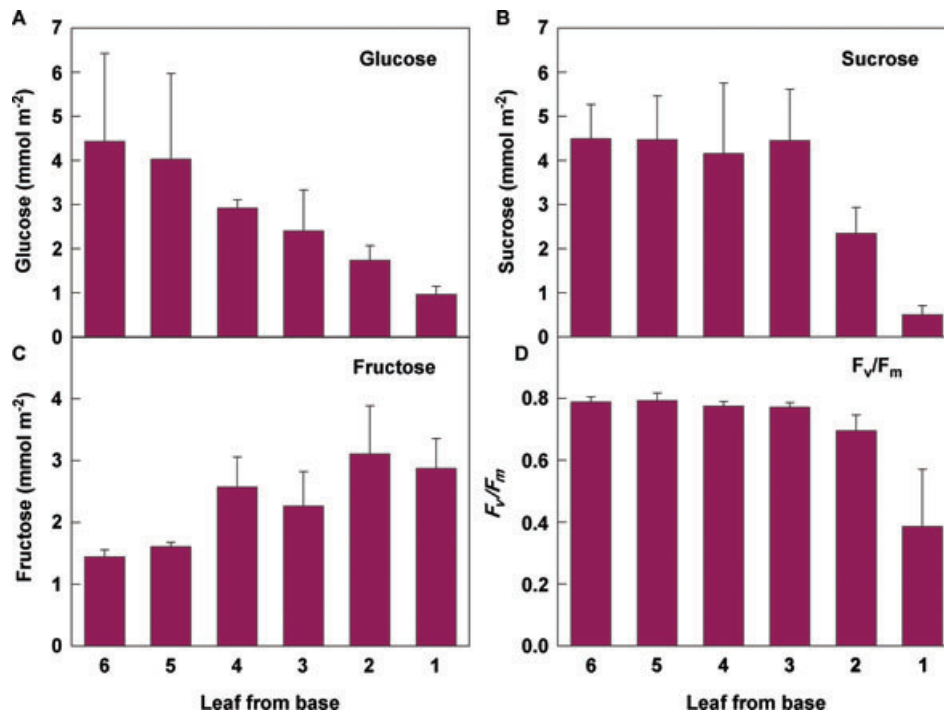 A
7
6
5
4
3
2
1
0
Glucose (mmol m-2)
Glucose
B
7
6
5
4
3
2
1
0
Sucrose (mmol m-2)
Sucrose
C
4
3
2
1
0
Fructose (mmol m-2)
Fructose
6 5 4 3 2 1
Leaf from base
D
0.8
0.6
0.4
0.2
0.0
Fv/Fm
Fv/Fm
6 5 4 3 2 1
Leaf from base